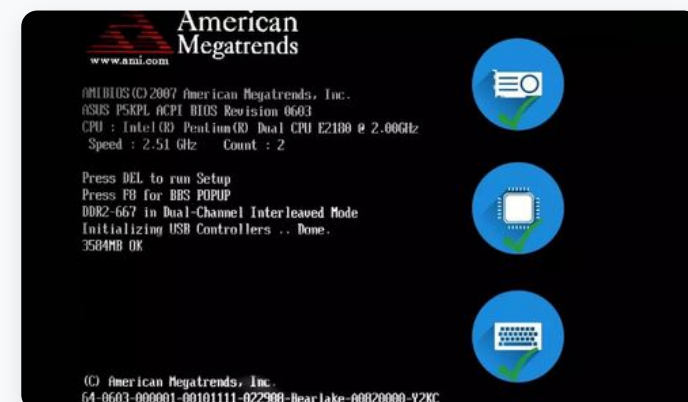 American
Megatrends
www.ami.com
AMIBIOS(C)2007 American Megatrends, Inc.
ASUS P5KPL ACPI BIOS Revision 0603
CPU : Intel(R) Pentium(R) Dual CPU E2180 @ 2.00GHz
Speed : 2.51 GHz Count : 2
Press DEL to run Setup
Press F8 for BBS POPUP
DDR2-667 in Dual-Channel Interleaved Mode
Initializing USB Controllers .. Done.
3584MB OK
(C) American Megatrends, Inc.
64-0603-000001-00101111-022908-Bearlake-A0820000-Y2KC